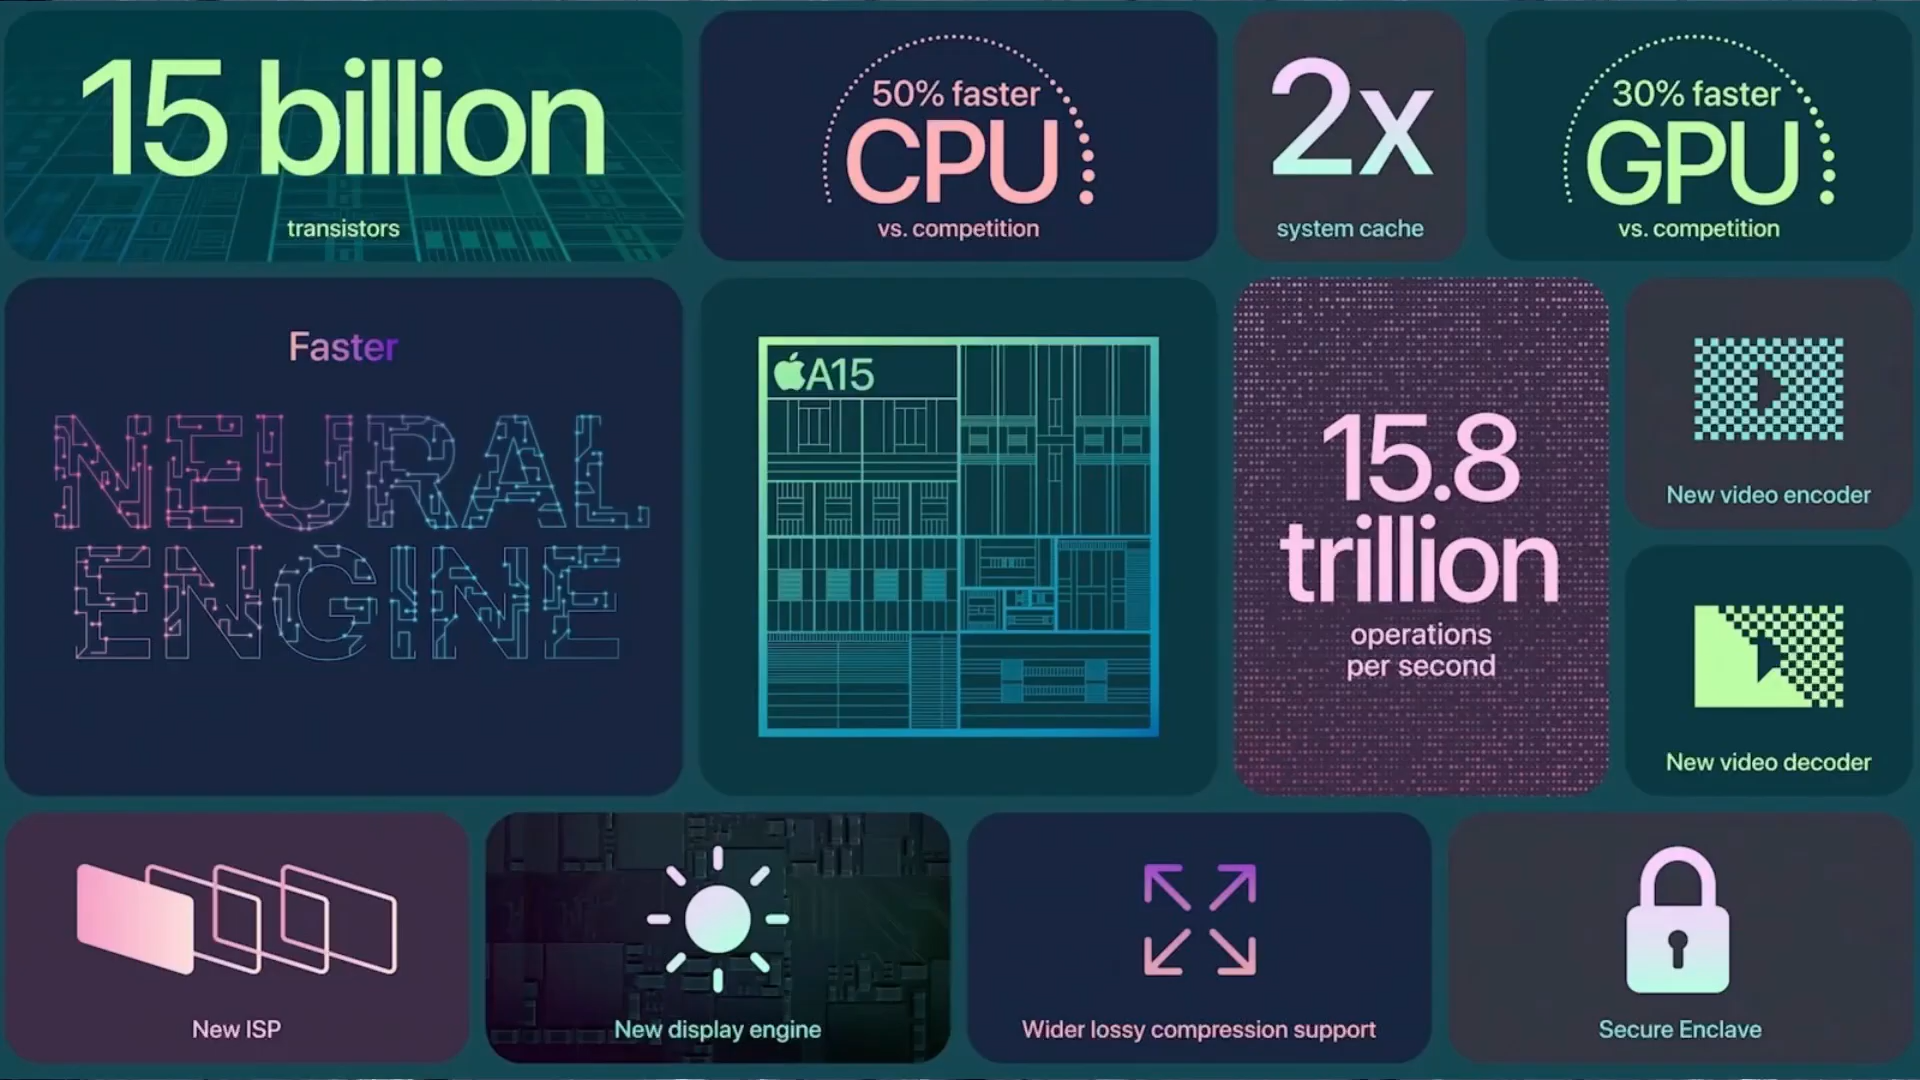 15 billion
transistors
50% faster
CPU
vs. competition
2x
system cache
30% faster
GPU
vs. competition
Faster
NEURAL
ENGINE
A15
15.8
trillion
operations
per second
New video encoder
New video decoder
New ISP
New display engine
Wider lossy compression support
Secure Enclave